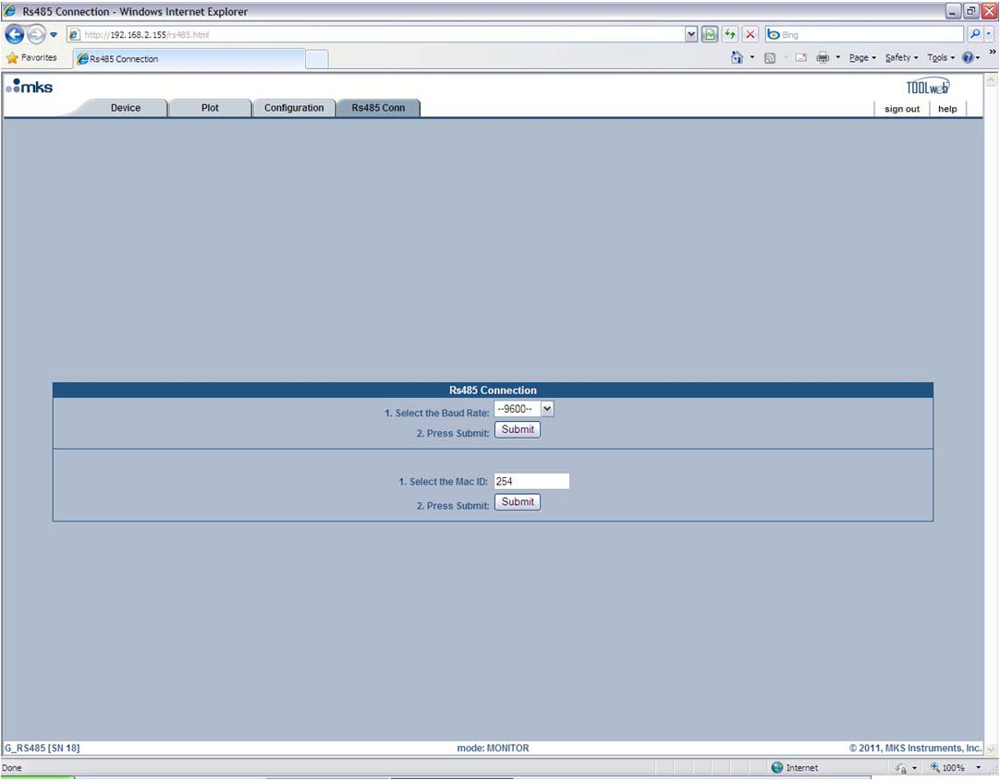 Rs485 Connection - Windows Internet Explorer
http://192.168.2.155/rs485.html
Bing
Favorites
Rs485 Connection
Page
Safety
Tools
»
mks
TOOLweb
Device
Plot
Configuration
Rs485 Conn
sign out
help
Rs485 Connection
1. Select the Baud Rate: --9600--
2. Press Submit: Submit
1. Select the Mac ID: 254
2. Press Submit: Submit
G_RS485 [SN 18]
mode: MONITOR
© 2011, MKS Instruments, Inc.
Done
Internet
100%